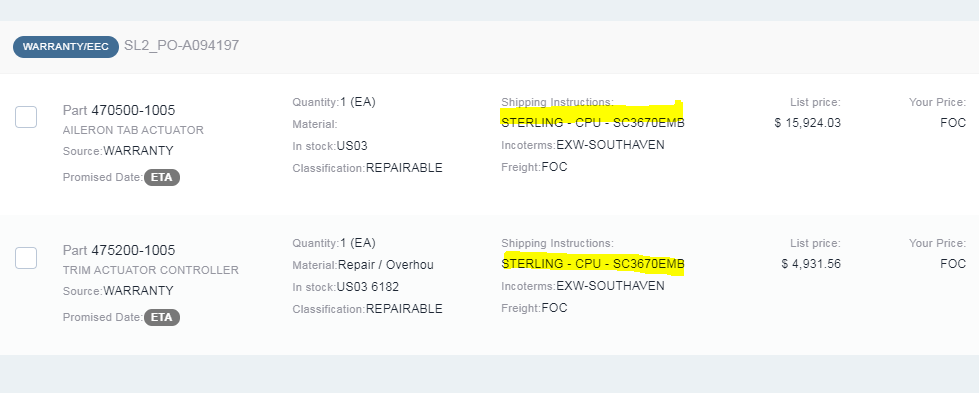 WARRANTY/EEC SL2_PO-A094197
Part 470500-1005
AILERON TAB ACTUATOR
Source:WARRANTY
Promised Date: ETA
Quantity:1 (EA)
Material:
In stock:US03
Classification:REPAIRABLE
Shipping Instructions:
STERLING - CPU - SC3670EMB
Incoterms:EXW-SOUTHAVEN
Freight:FOC
List price:
$ 15,924.03
Your Price:
FOC
Part 475200-1005
TRIM ACTUATOR CONTROLLER
Source:WARRANTY
Promised Date: ETA
Quantity:1 (EA)
Material:Repair / Overhou
In stock:US03 6182
Classification:REPAIRABLE
Shipping Instructions:
STERLING - CPU - SC3670EMB
Incoterms:EXW-SOUTHAVEN
Freight:FOC
List price:
$ 4,931.56
Your Price:
FOC